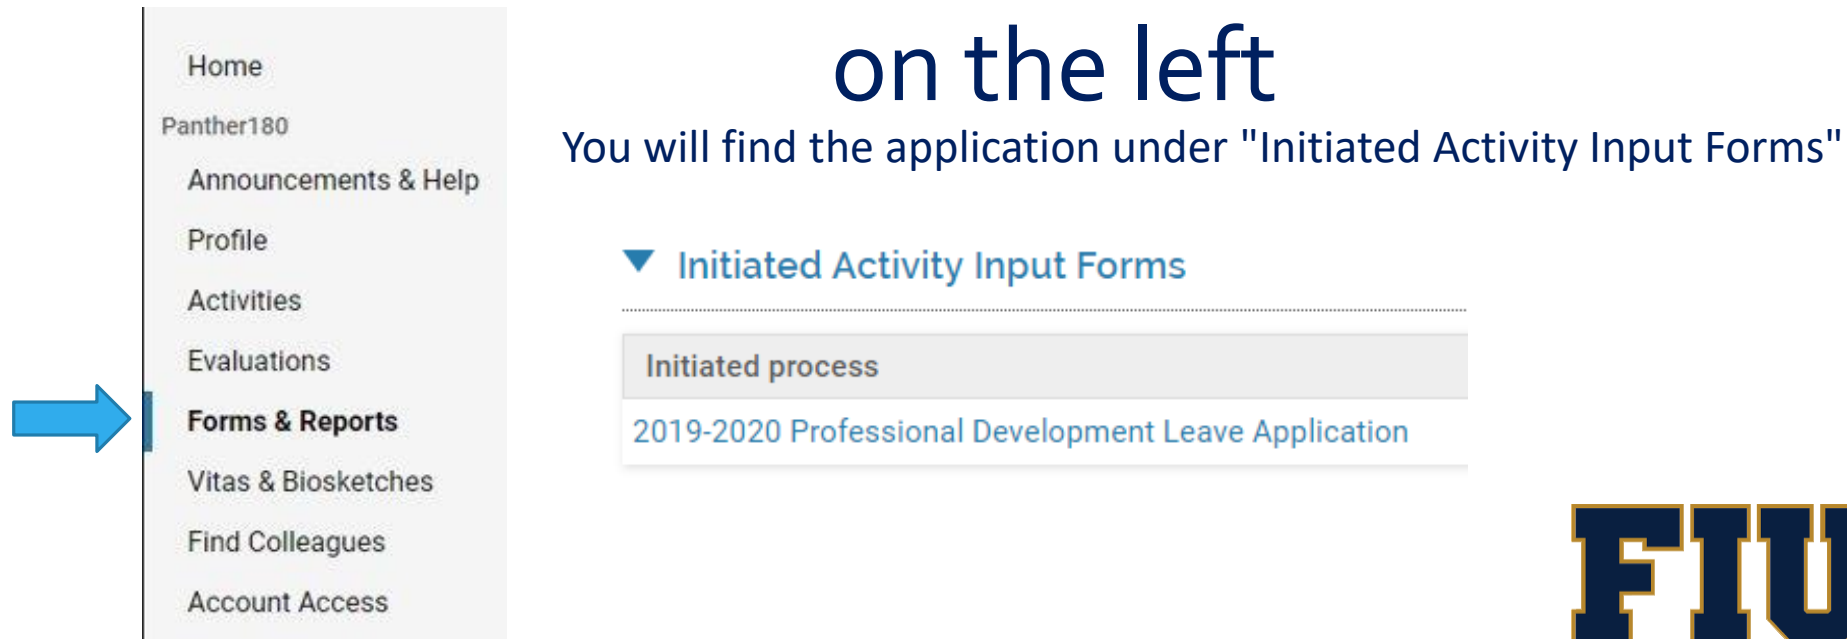 on the left
You will find the application under "Initiated Activity Input Forms"
Home
Panther180
Announcements & Help
Profile
Activities
Evaluations
Forms & Reports
Vitas & Biosketches
Find Colleagues
Account Access
Initiated Activity Input Forms
Initiated process
2019-2020 Professional Development Leave Application
FIU